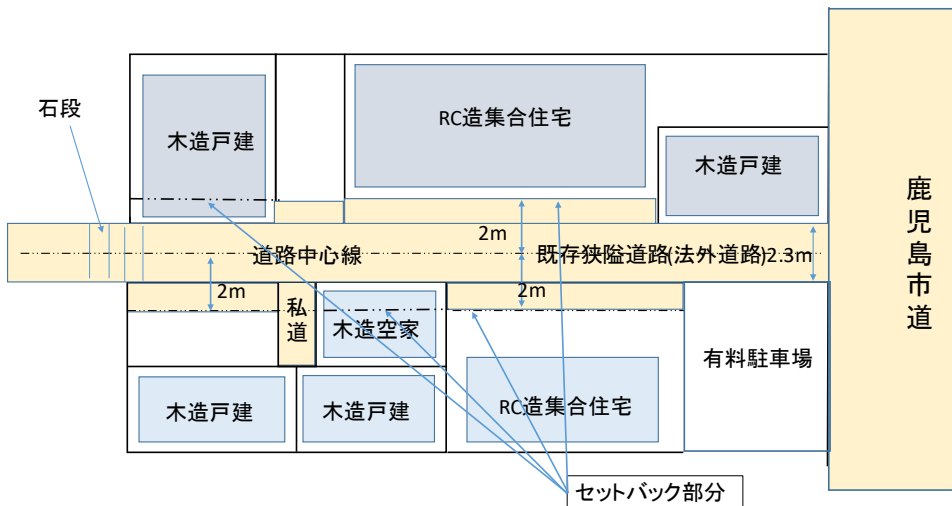 石段
木造戸建
RC造集合住宅
木造戸建
鹿児島市道
2m
道路中心線
既存狭隘道路(法外道路)
2.3m
2m
2m
私道
木造空家
有料駐車場
木造戸建
木造戸建
RC造集合住宅
セットバック部分